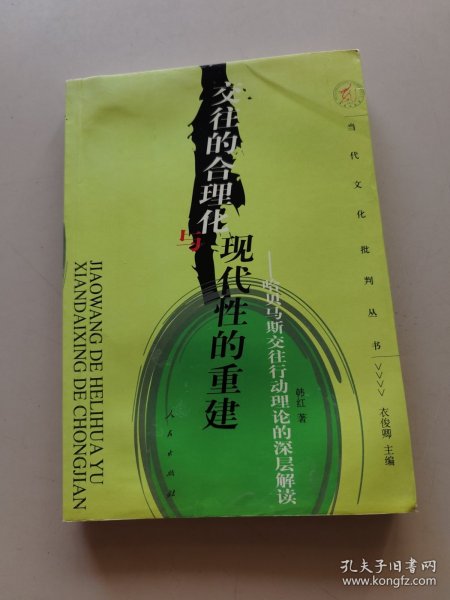 交往的合理化
与
现代性的重建
——哈贝马斯交往行动理论的深层解读
韩红 著
人民出版社
当代文化批判丛书
>>>>
衣俊卿 主编
JIAOWANG DE HELIHUA YU
XIANDAIXING DE CHONGJIAN
孔夫子旧书网
www.kongfz.com